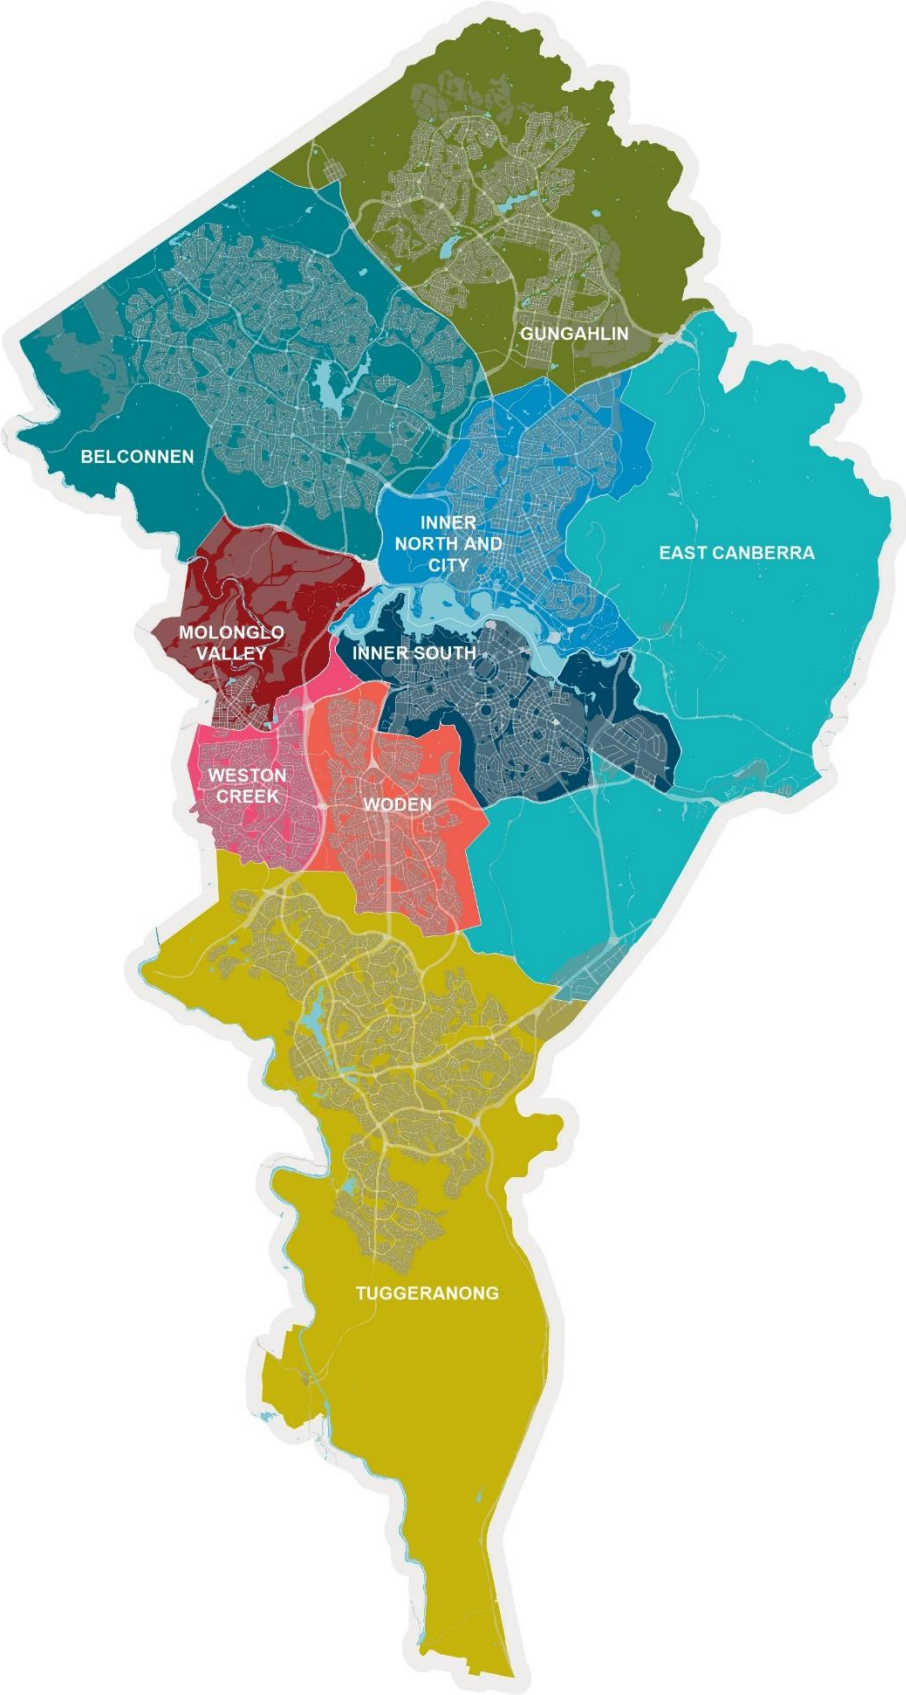 GUNGAHLIN
BELCONNEN
INNER
NORTH AND
CITY
EAST CANBERRA
MOLONGLO
VALLEY
INNER SOUTH
WESTON
CREEK
WODEN
TUGGERANONG